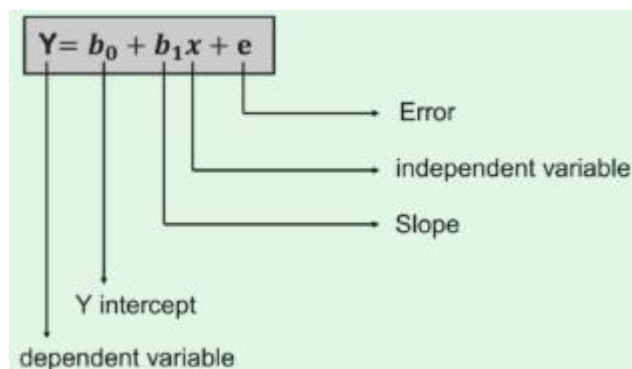 Y= b₀ + b₁x + e
Error
independent variable
Slope
Y intercept
dependent variable